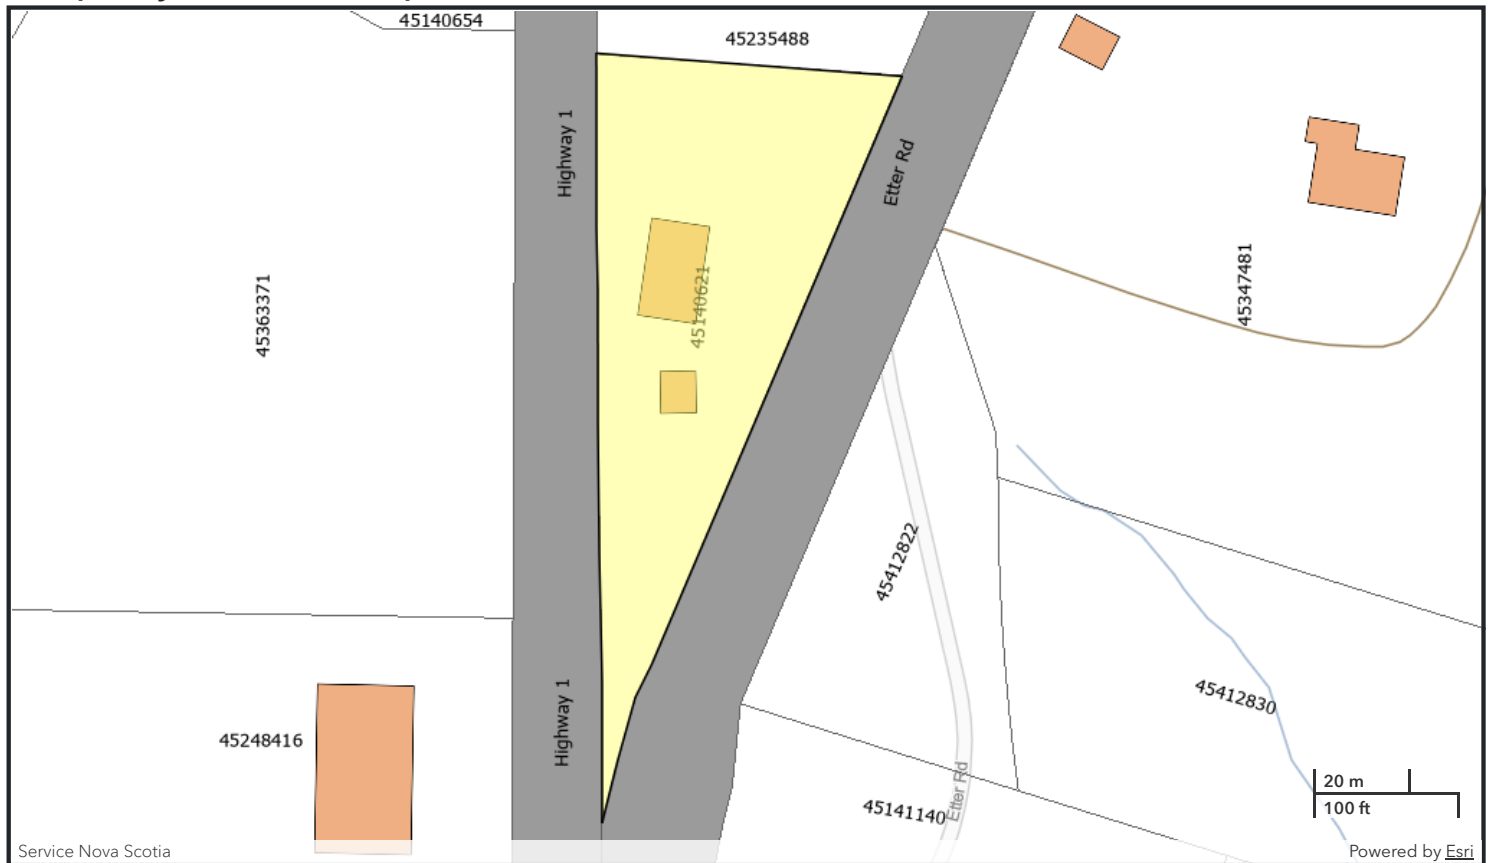 45140654
45235488
Highway 1
Etter Rd
45363371
45140621
45347481
45412822
45412830
Highway 1
45248416
45141140
Etter Rd
20 m
100 ft
Service Nova Scotia
Powered by Esri